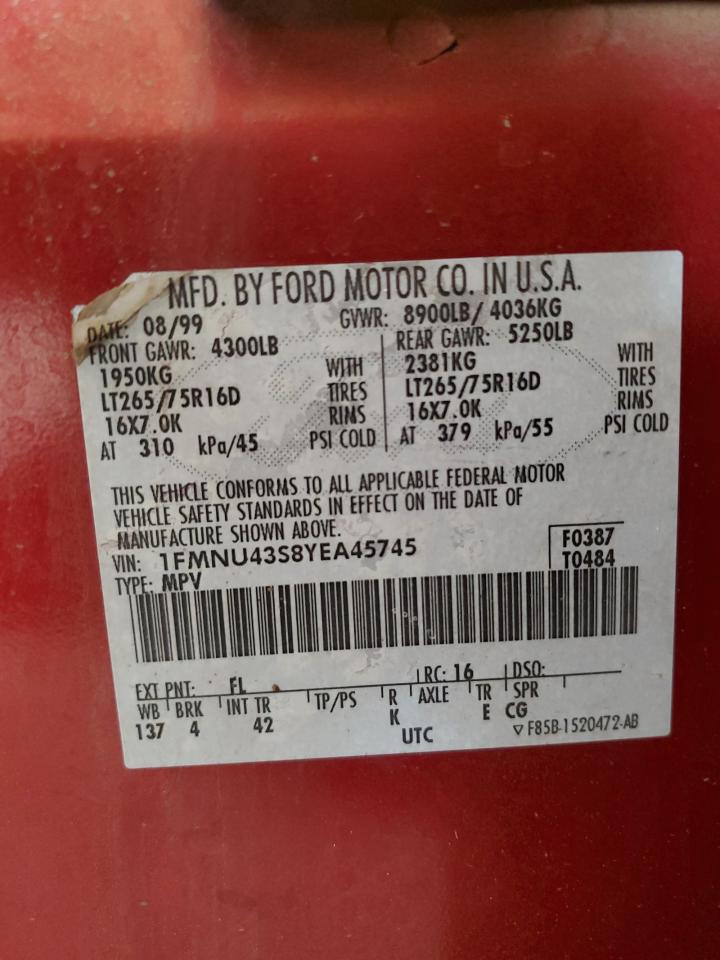 MFD. BY FORD MOTOR CO. IN U.S.A.
DATE: 08/99 GVWR: 8900LB/ 4036KG
FRONT GAWR: 4300LB REAR GAWR: 5250LB
1950KG WITH 2381KG WITH
LT265/75R16D TIRES LT265/75R16D TIRES
16X7.0K RIMS 16X7.0K RIMS
AT 310 kPa/45 PSI COLD AT 379 kPa/55 PSI COLD
THIS VEHICLE CONFORMS TO ALL APPLICABLE FEDERAL MOTOR
VEHICLE SAFETY STANDARDS IN EFFECT ON THE DATE OF
MANUFACTURE SHOWN ABOVE.
VIN: 1FMNU43S8YEA45745 F0387
TYPE: MPV T0484
EXT PNT: FL RC: 16 DSO:
WB BRK INT TR TP/PS R AXLE TR SPR
137 4 42 K UTC E CG
▽ F85B-1520472-AB